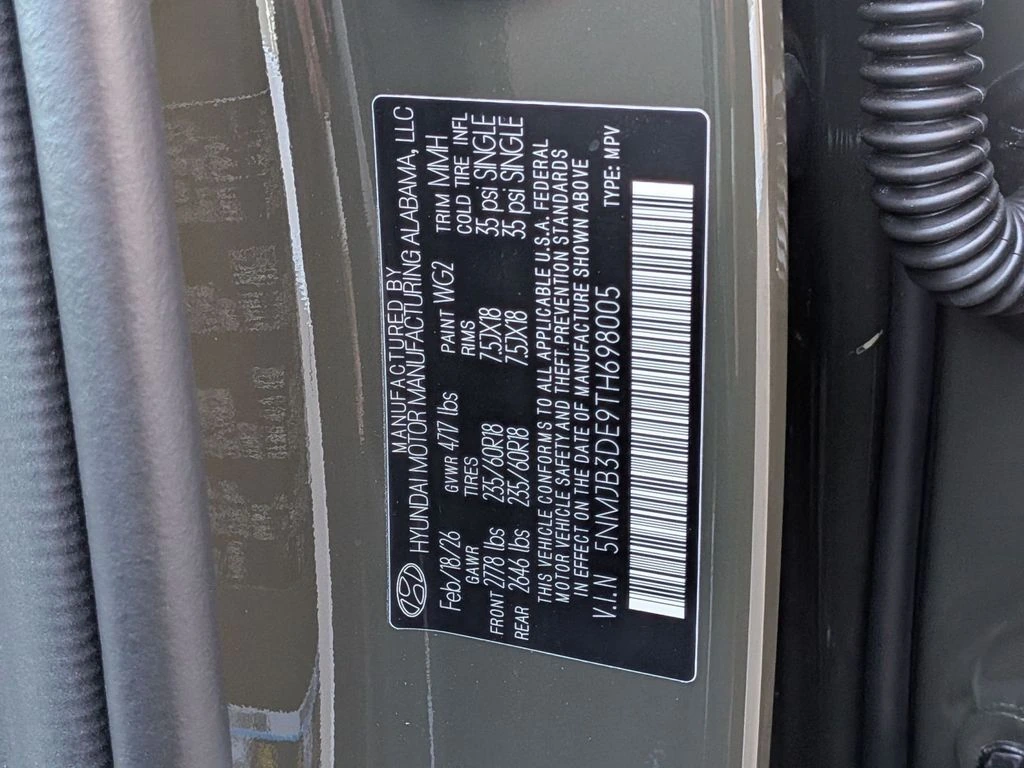 MANUFACTURED BY
HYUNDAI MOTOR MANUFACTURING ALABAMA, LLC
Feb/18/26 GVWR 4717 lbs PAINT WG2 TRIM MMH
GAWR TIRES RIMS COLD TIRE INFL
FRONT 2778 lbs 235/60R18 7.5JX18 35 psi SINGLE
REAR 2646 lbs 235/60R18 7.5JX18 35 psi SINGLE
THIS VEHICLE CONFORMS TO ALL APPLICABLE U.S.A. FEDERAL
MOTOR VEHICLE SAFETY AND THEFT PREVENTION STANDARDS
IN EFFECT ON THE DATE OF MANUFACTURE SHOWN ABOVE
V.I.N 5NMJB3DE9TH698005 TYPE: MPV